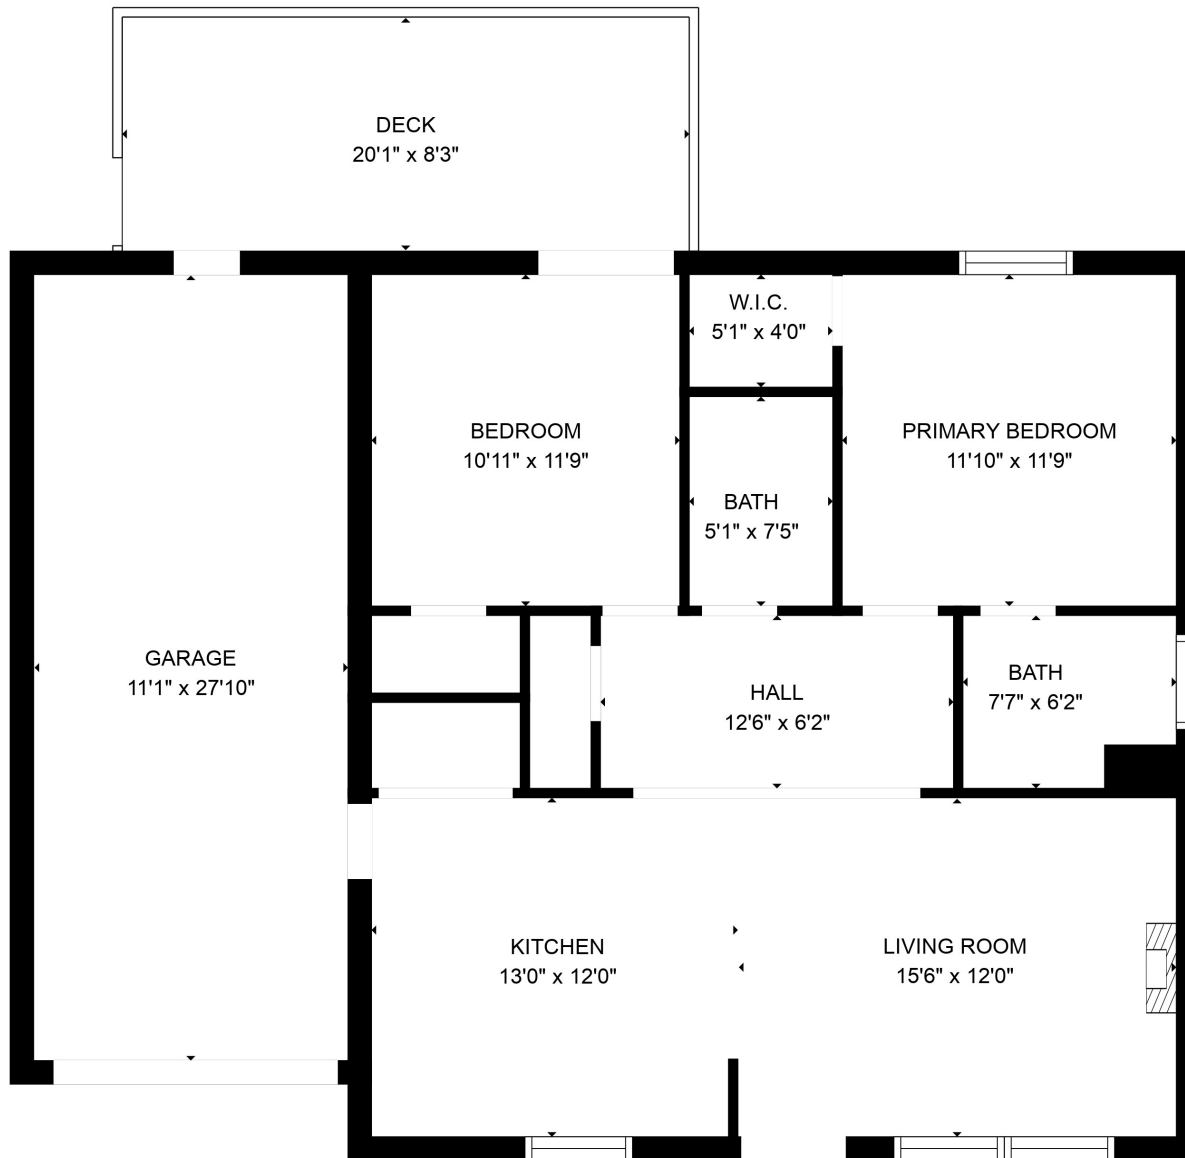 DECK
20'1" x 8'3"
W.I.C.
5'1" x 4'0"
BEDROOM
10'11" x 11'9"
PRIMARY BEDROOM
11'10" x 11'9"
BATH
5'1" x 7'5"
GARAGE
11'1" x 27'10"
HALL
12'6" x 6'2"
BATH
7'7" x 6'2"
KITCHEN
13'0" x 12'0"
LIVING ROOM
15'6" x 12'0"